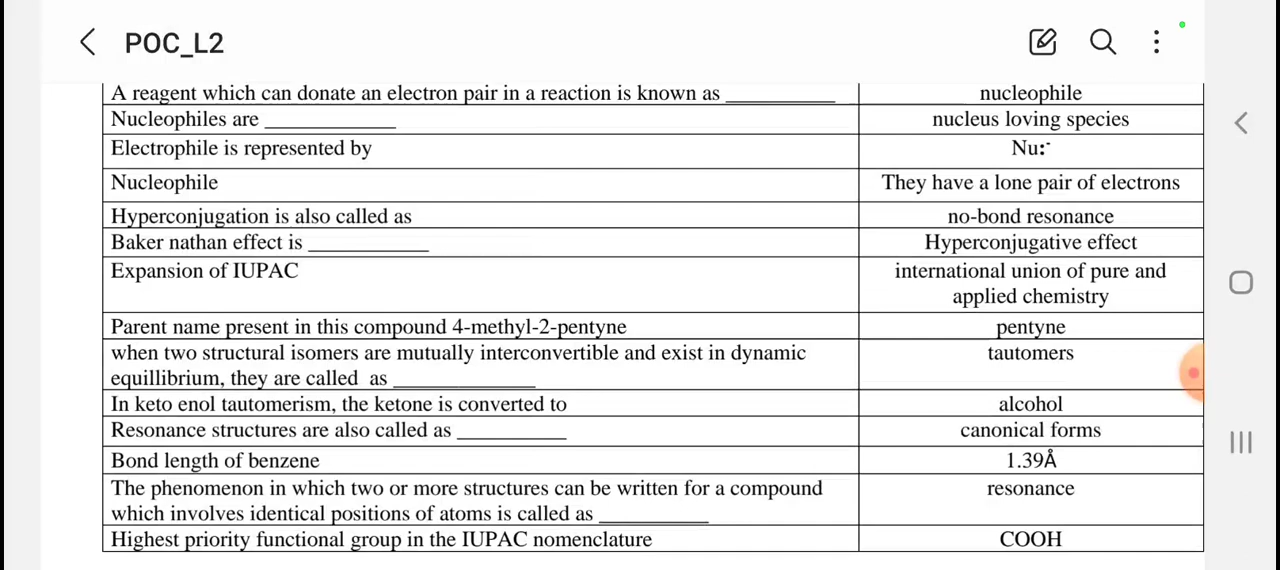 POC_L2
A reagent which can donate an electron pair in a reaction is known as __________ nucleophile
Nucleophiles are ____________ nucleus loving species
Electrophile is represented by Nu:-
Nucleophile They have a lone pair of electrons
Hyperconjugation is also called as no-bond resonance
Baker nathan effect is ___________ Hyperconjugative effect
Expansion of IUPAC international union of pure and
applied chemistry
Parent name present in this compound 4-methyl-2-pentyne pentyne
when two structural isomers are mutually interconvertible and exist in dynamic tautomers
equillibrium, they are called as _____________
In keto enol tautomerism, the ketone is converted to alcohol
Resonance structures are also called as __________ canonical forms
Bond length of benzene 1.39Å
The phenomenon in which two or more structures can be written for a compound resonance
which involves identical positions of atoms is called as __________
Highest priority functional group in the IUPAC nomenclature COOH